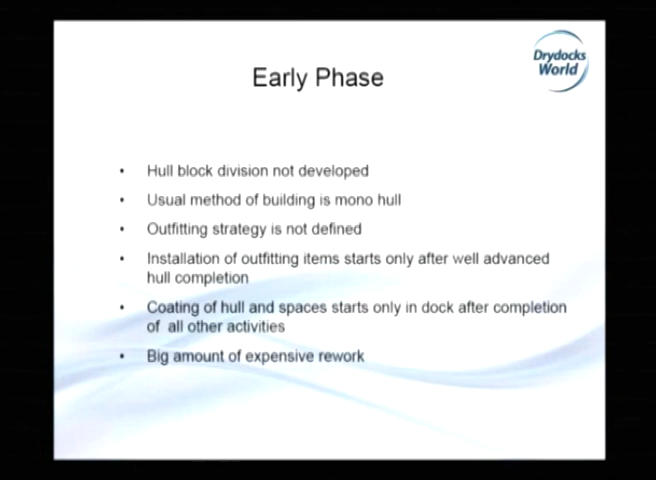 Drydocks
World
Early Phase
• Hull block division not developed
• Usual method of building is mono hull
• Outfitting strategy is not defined
• Installation of outfitting items starts only after well advanced
hull completion
• Coating of hull and spaces starts only in dock after completion
of all other activities
• Big amount of expensive rework